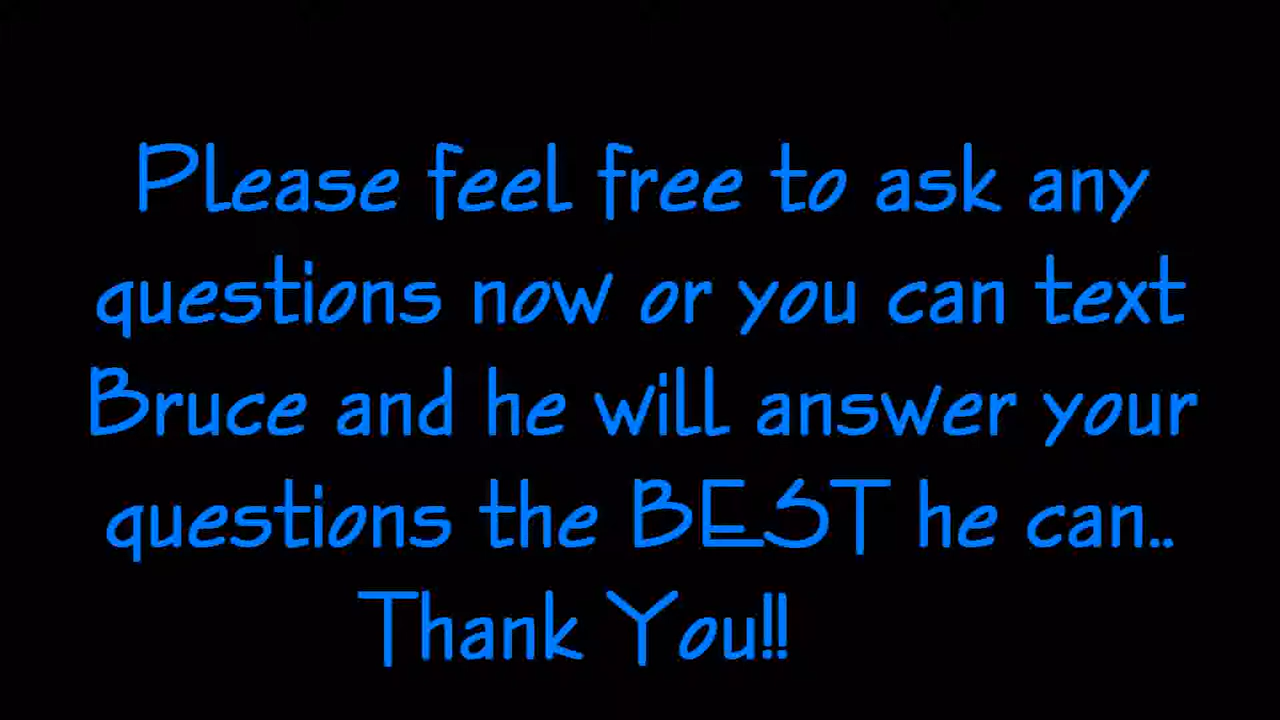 Please feel free to ask any
questions now or you can text
Bruce and he will answer your
questions the BEST he can..
Thank You!!